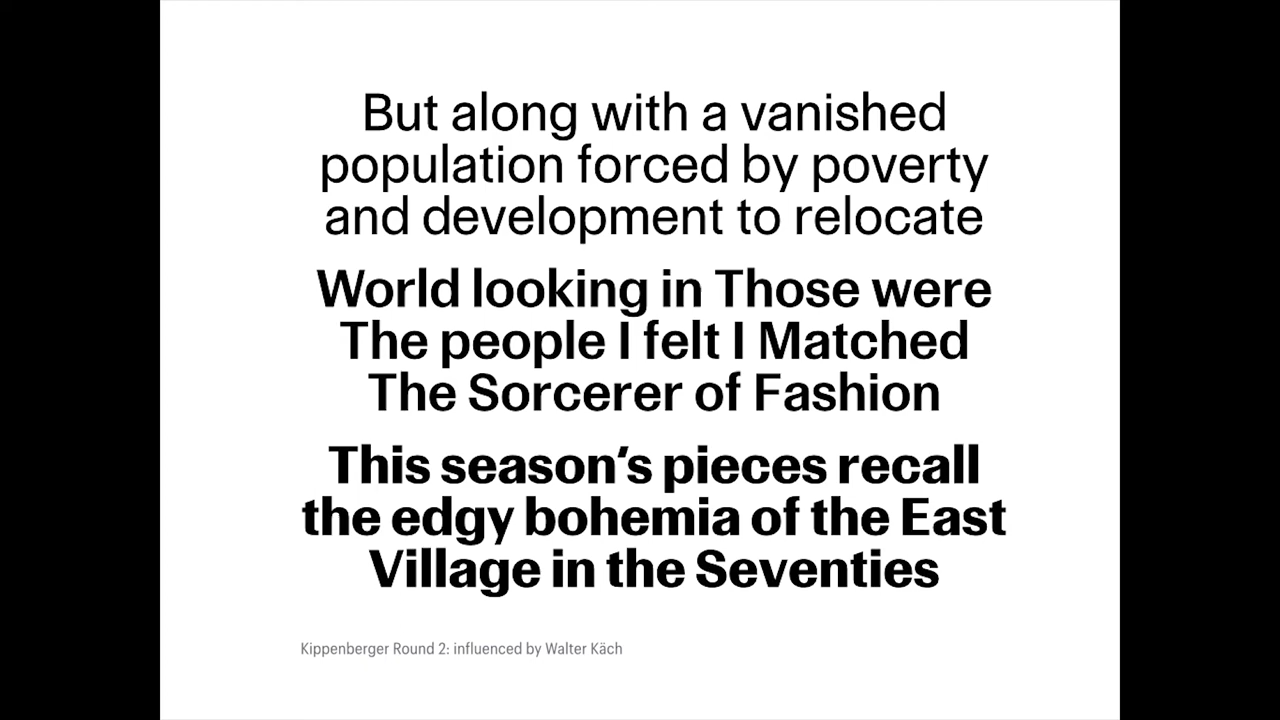 But along with a vanished
population forced by poverty
and development to relocate
World looking in Those were
The people I felt I Matched
The Sorcerer of Fashion
This season’s pieces recall
the edgy bohemia of the East
Village in the Seventies
Kippenberger Round 2: influenced by Walter Käch